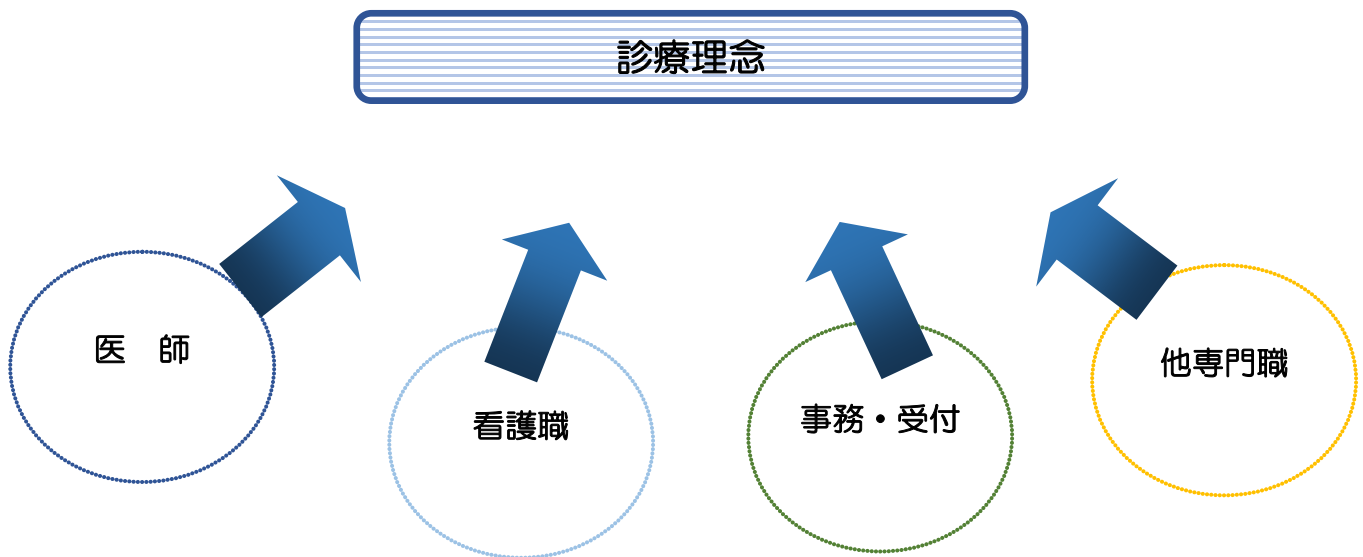 診療理念
医　師
看護職
事務・受付
他専門職